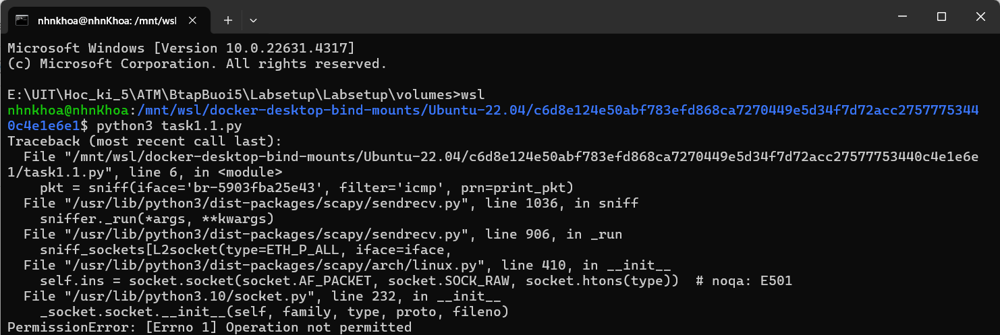 nhnkhoa@nhnKhoa: /mnt/wsl
Microsoft Windows [Version 10.0.22631.4317]
(c) Microsoft Corporation. All rights reserved.
E:\UIT\Hoc_ki_5\ATM\BtapBuoi5\Labsetup\Labsetup\volumes>wsl
nhnkhoa@nhnKhoa:/mnt/wsl/docker-desktop-bind-mounts/Ubuntu-22.04/c6d8e124e50abf783efd868ca7270449e5d34f7d72acc2757775344
0c4e1e6e1$ python3 task1.1.py
Traceback (most recent call last):
  File "/mnt/wsl/docker-desktop-bind-mounts/Ubuntu-22.04/c6d8e124e50abf783efd868ca7270449e5d34f7d72acc27577753440c4e1e6e
1/task1.1.py", line 6, in <module>
    pkt = sniff(iface='br-5903fba25e43', filter='icmp', prn=print_pkt)
  File "/usr/lib/python3/dist-packages/scapy/sendrecv.py", line 1036, in sniff
    sniffer._run(*args, **kwargs)
  File "/usr/lib/python3/dist-packages/scapy/sendrecv.py", line 906, in _run
    sniff_sockets[L2socket(type=ETH_P_ALL, iface=iface,
  File "/usr/lib/python3/dist-packages/scapy/arch/linux.py", line 410, in __init__
    self.ins = socket.socket(socket.AF_PACKET, socket.SOCK_RAW, socket.htons(type))  # noqa: E501
  File "/usr/lib/python3.10/socket.py", line 232, in __init__
    _socket.socket.__init__(self, family, type, proto, fileno)
PermissionError: [Errno 1] Operation not permitted